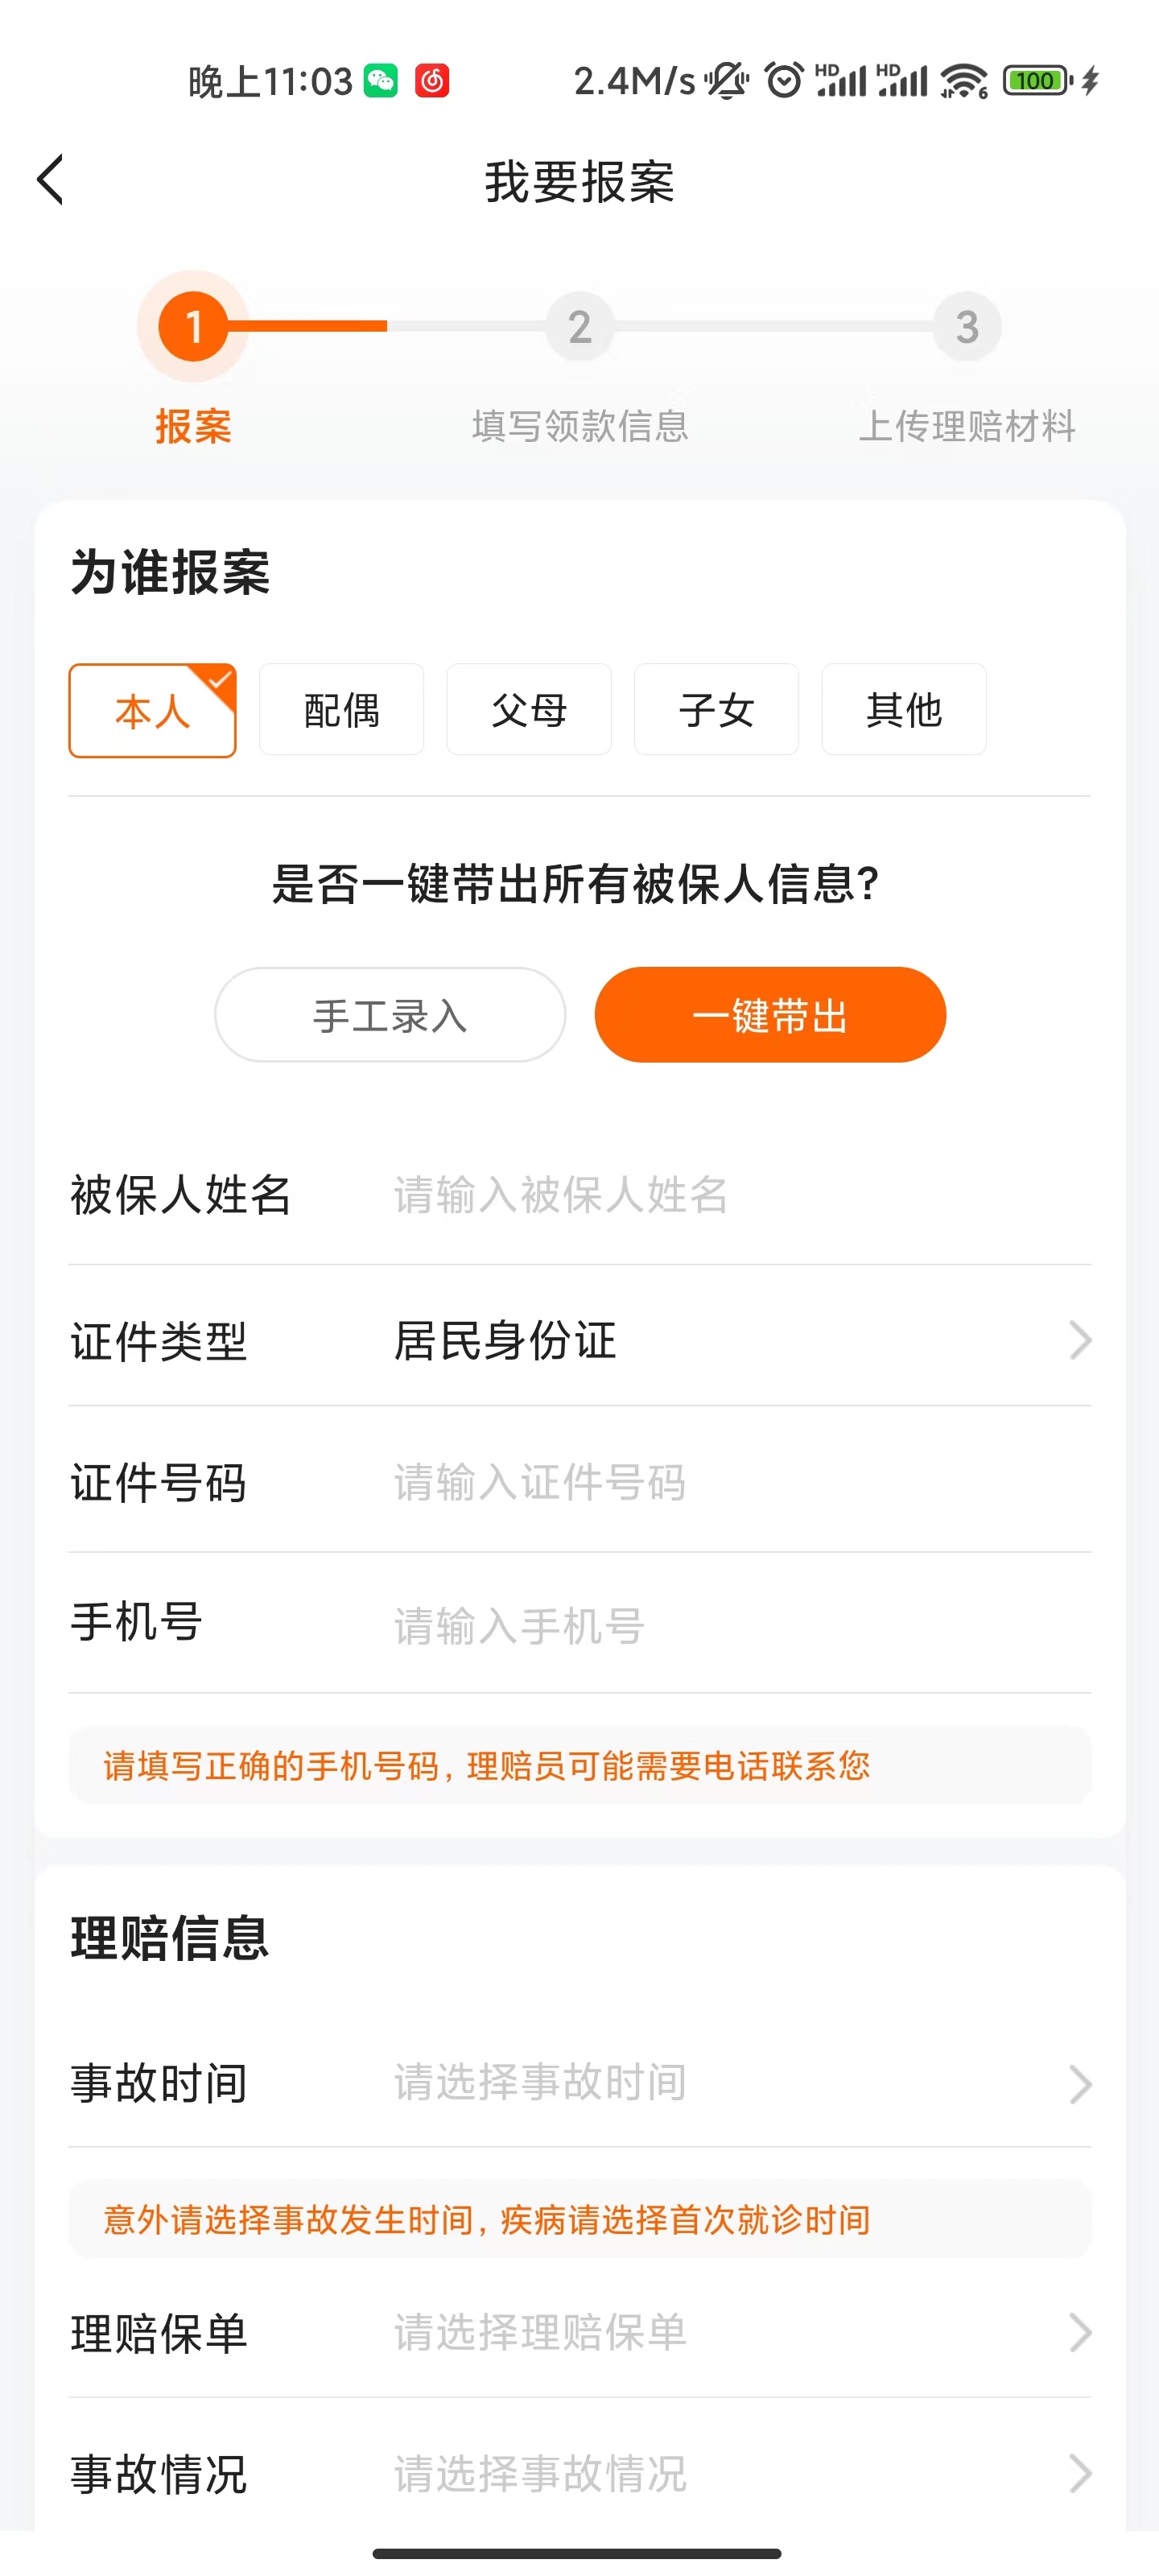 晚上11:03 2.4M/s HD HD 6 100
我要报案
1 2 3
报案 填写领款信息 上传理赔材料
为谁报案
本人 配偶 父母 子女 其他
是否一键带出所有被保人信息?
手工录入 一键带出
被保人姓名 请输入被保人姓名
证件类型 居民身份证
证件号码 请输入证件号码
手机号 请输入手机号
请填写正确的手机号码,理赔员可能需要电话联系您
理赔信息
事故时间 请选择事故时间
意外请选择事故发生时间,疾病请选择首次就诊时间
理赔保单 请选择理赔保单
事故情况 请选择事故情况